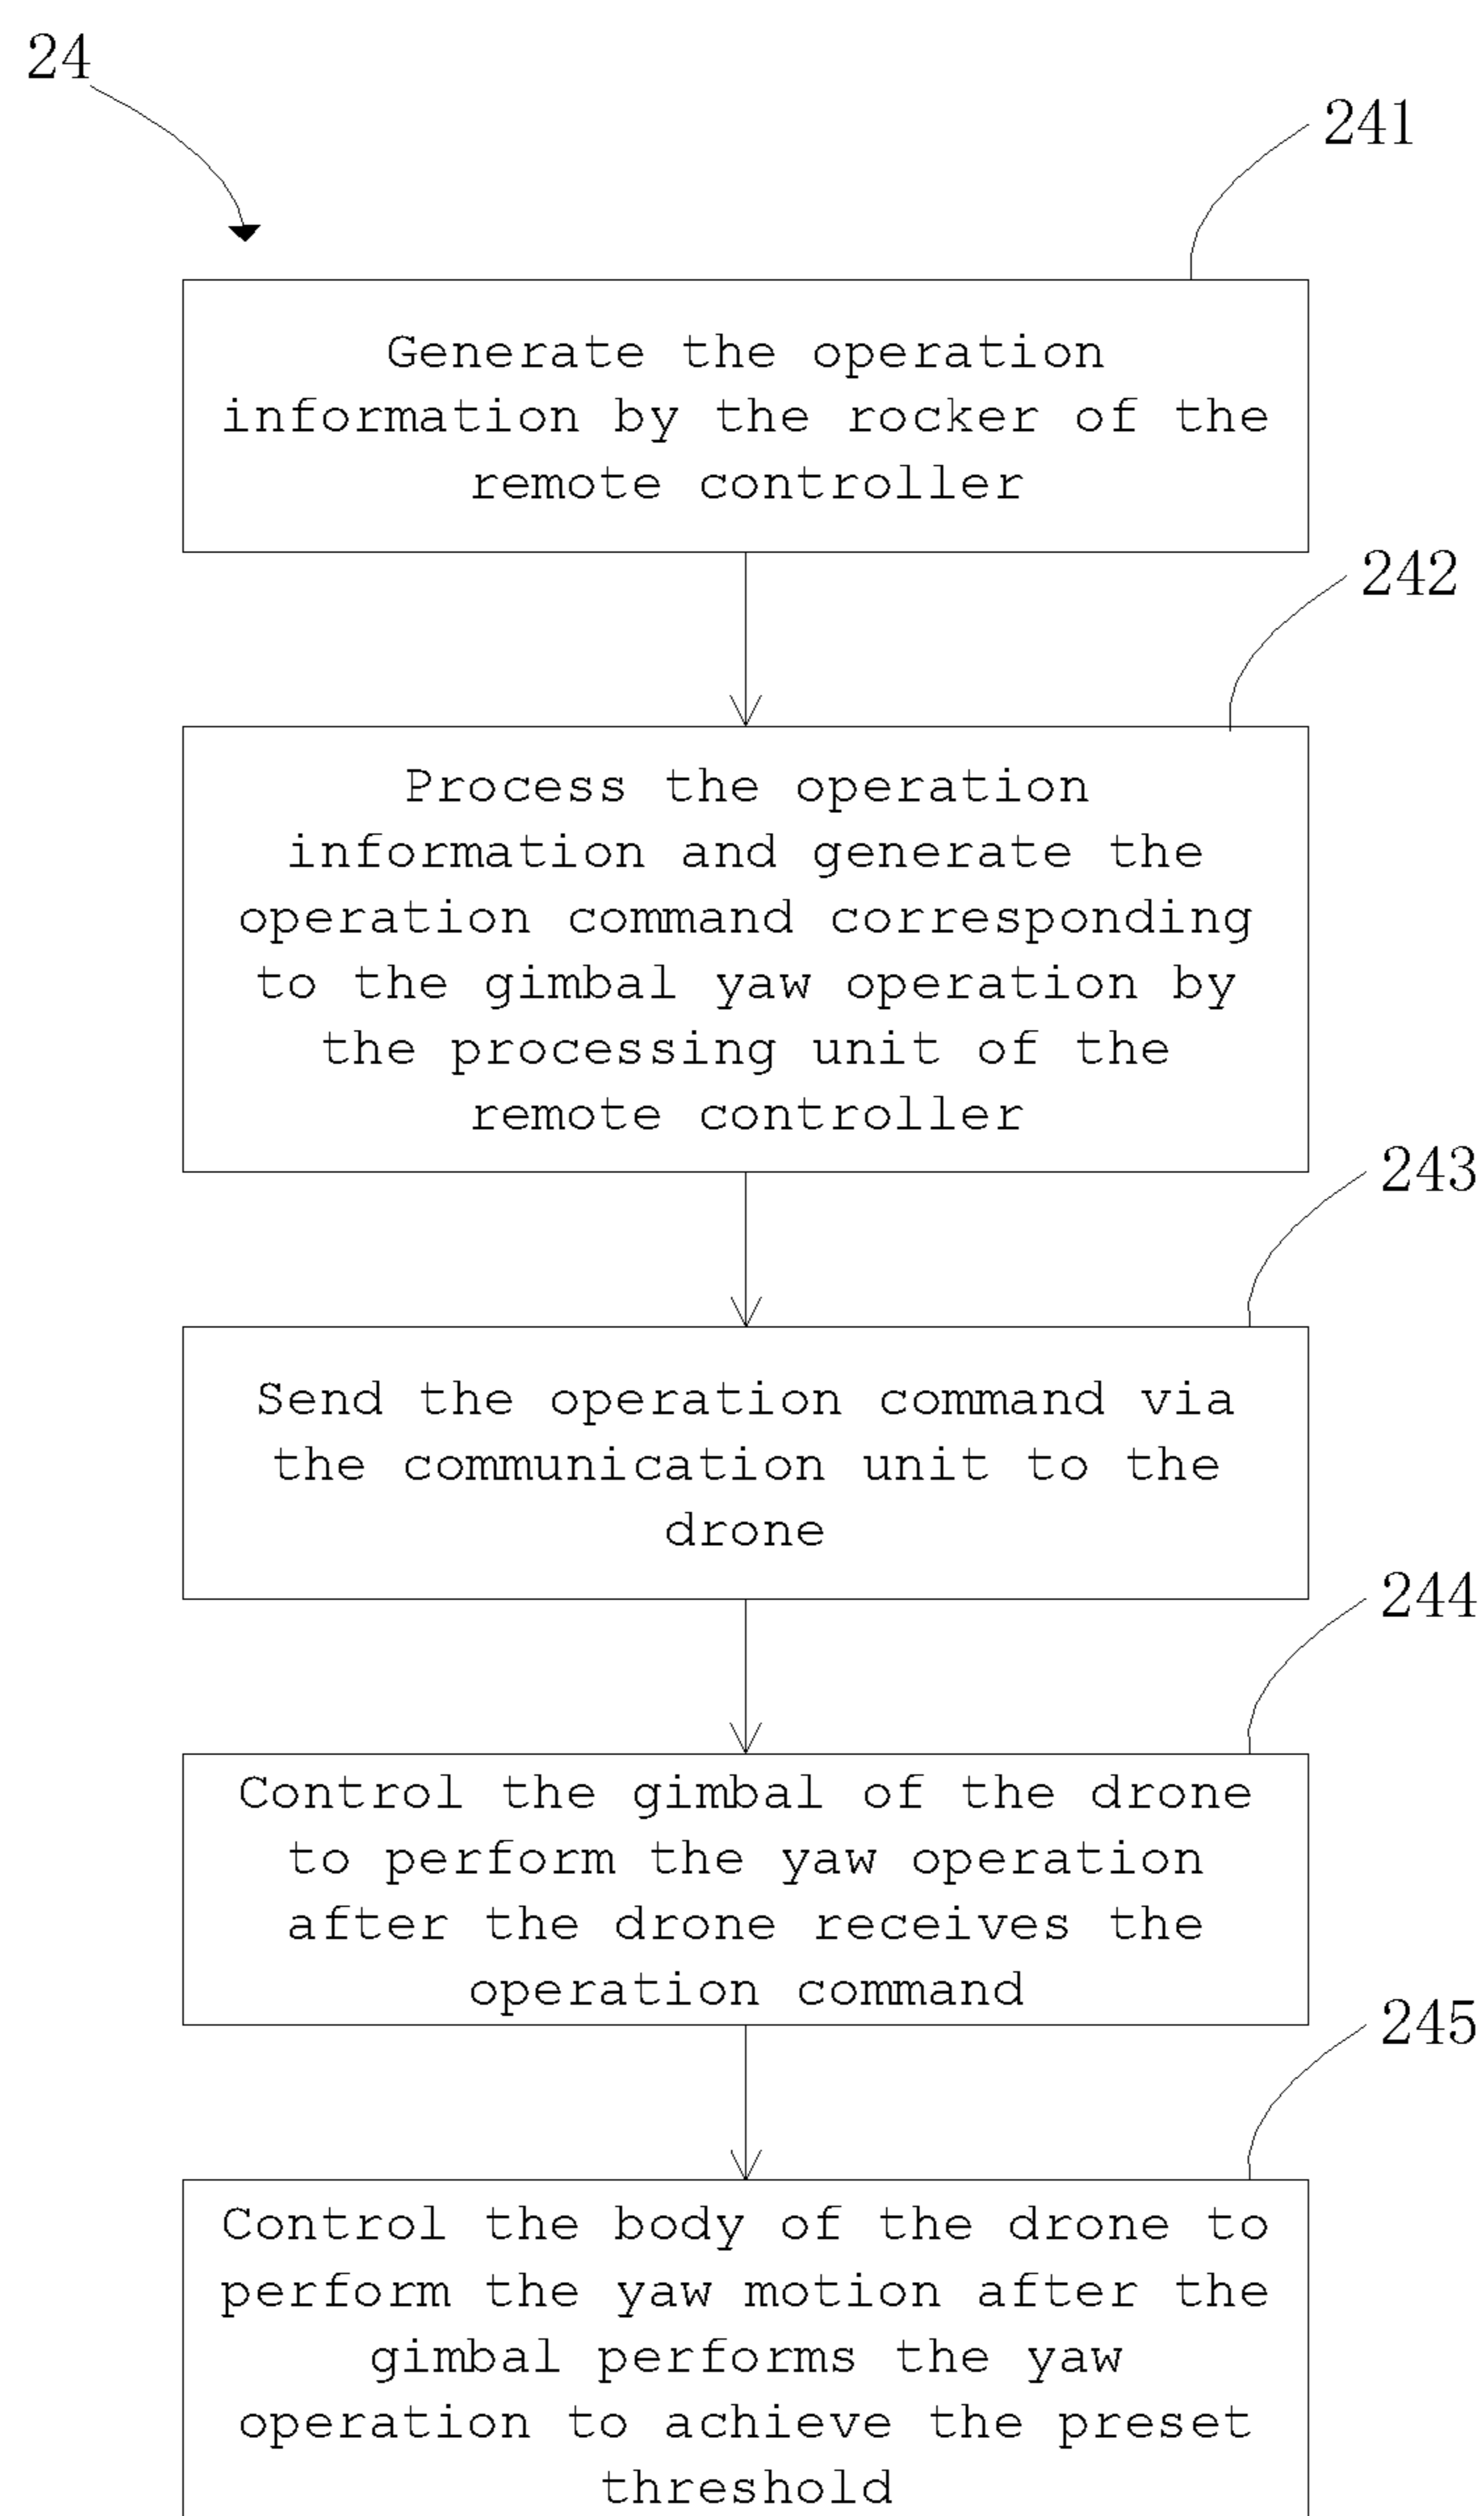 24
241
Generate the operation
information by the rocker of the
remote controller
242
Process the operation
information and generate the
operation command corresponding
to the gimbal yaw operation by
the processing unit of the
remote controller
243
Send the operation command via
the communication unit to the
drone
244
Control the gimbal of the drone
to perform the yaw operation
after the drone receives the
operation command
245
Control the body of the drone to
perform the yaw motion after the
gimbal performs the yaw
operation to achieve the preset
threshold